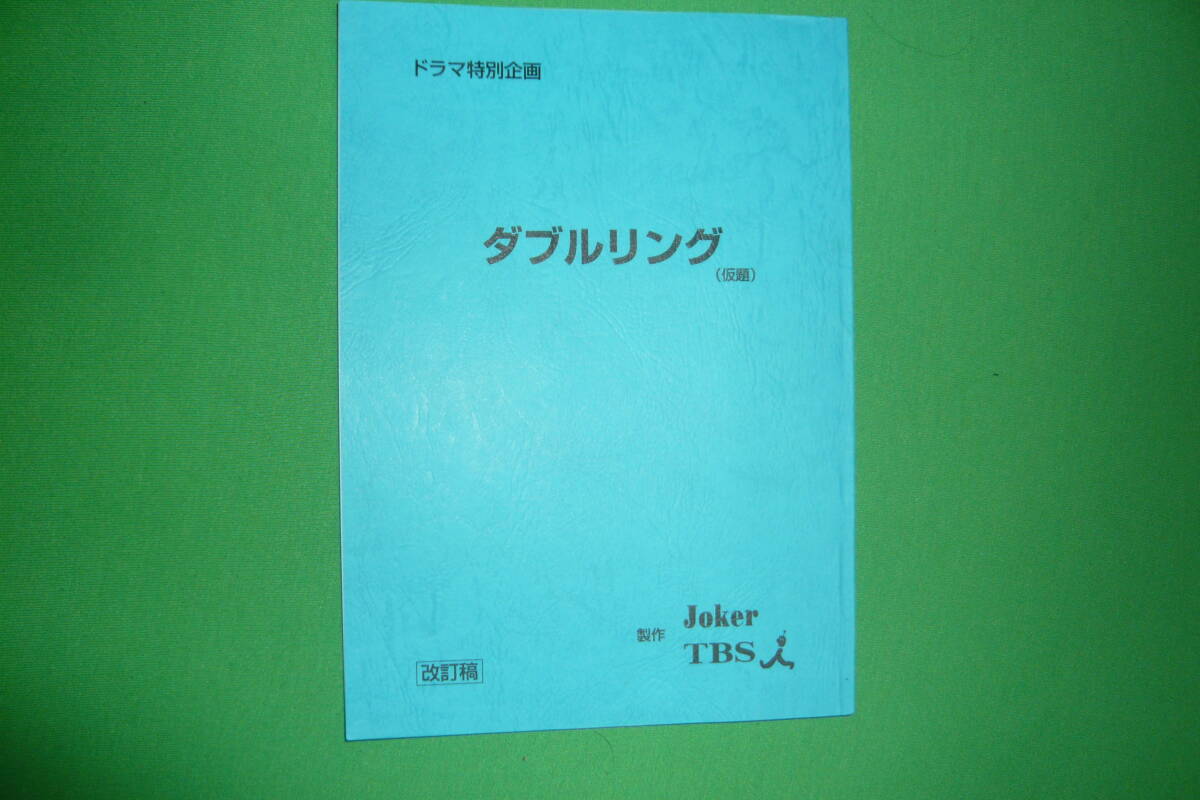 ドラマ特別企画
ダブルリング
(仮題)
製作 Joker
TBS
改訂稿